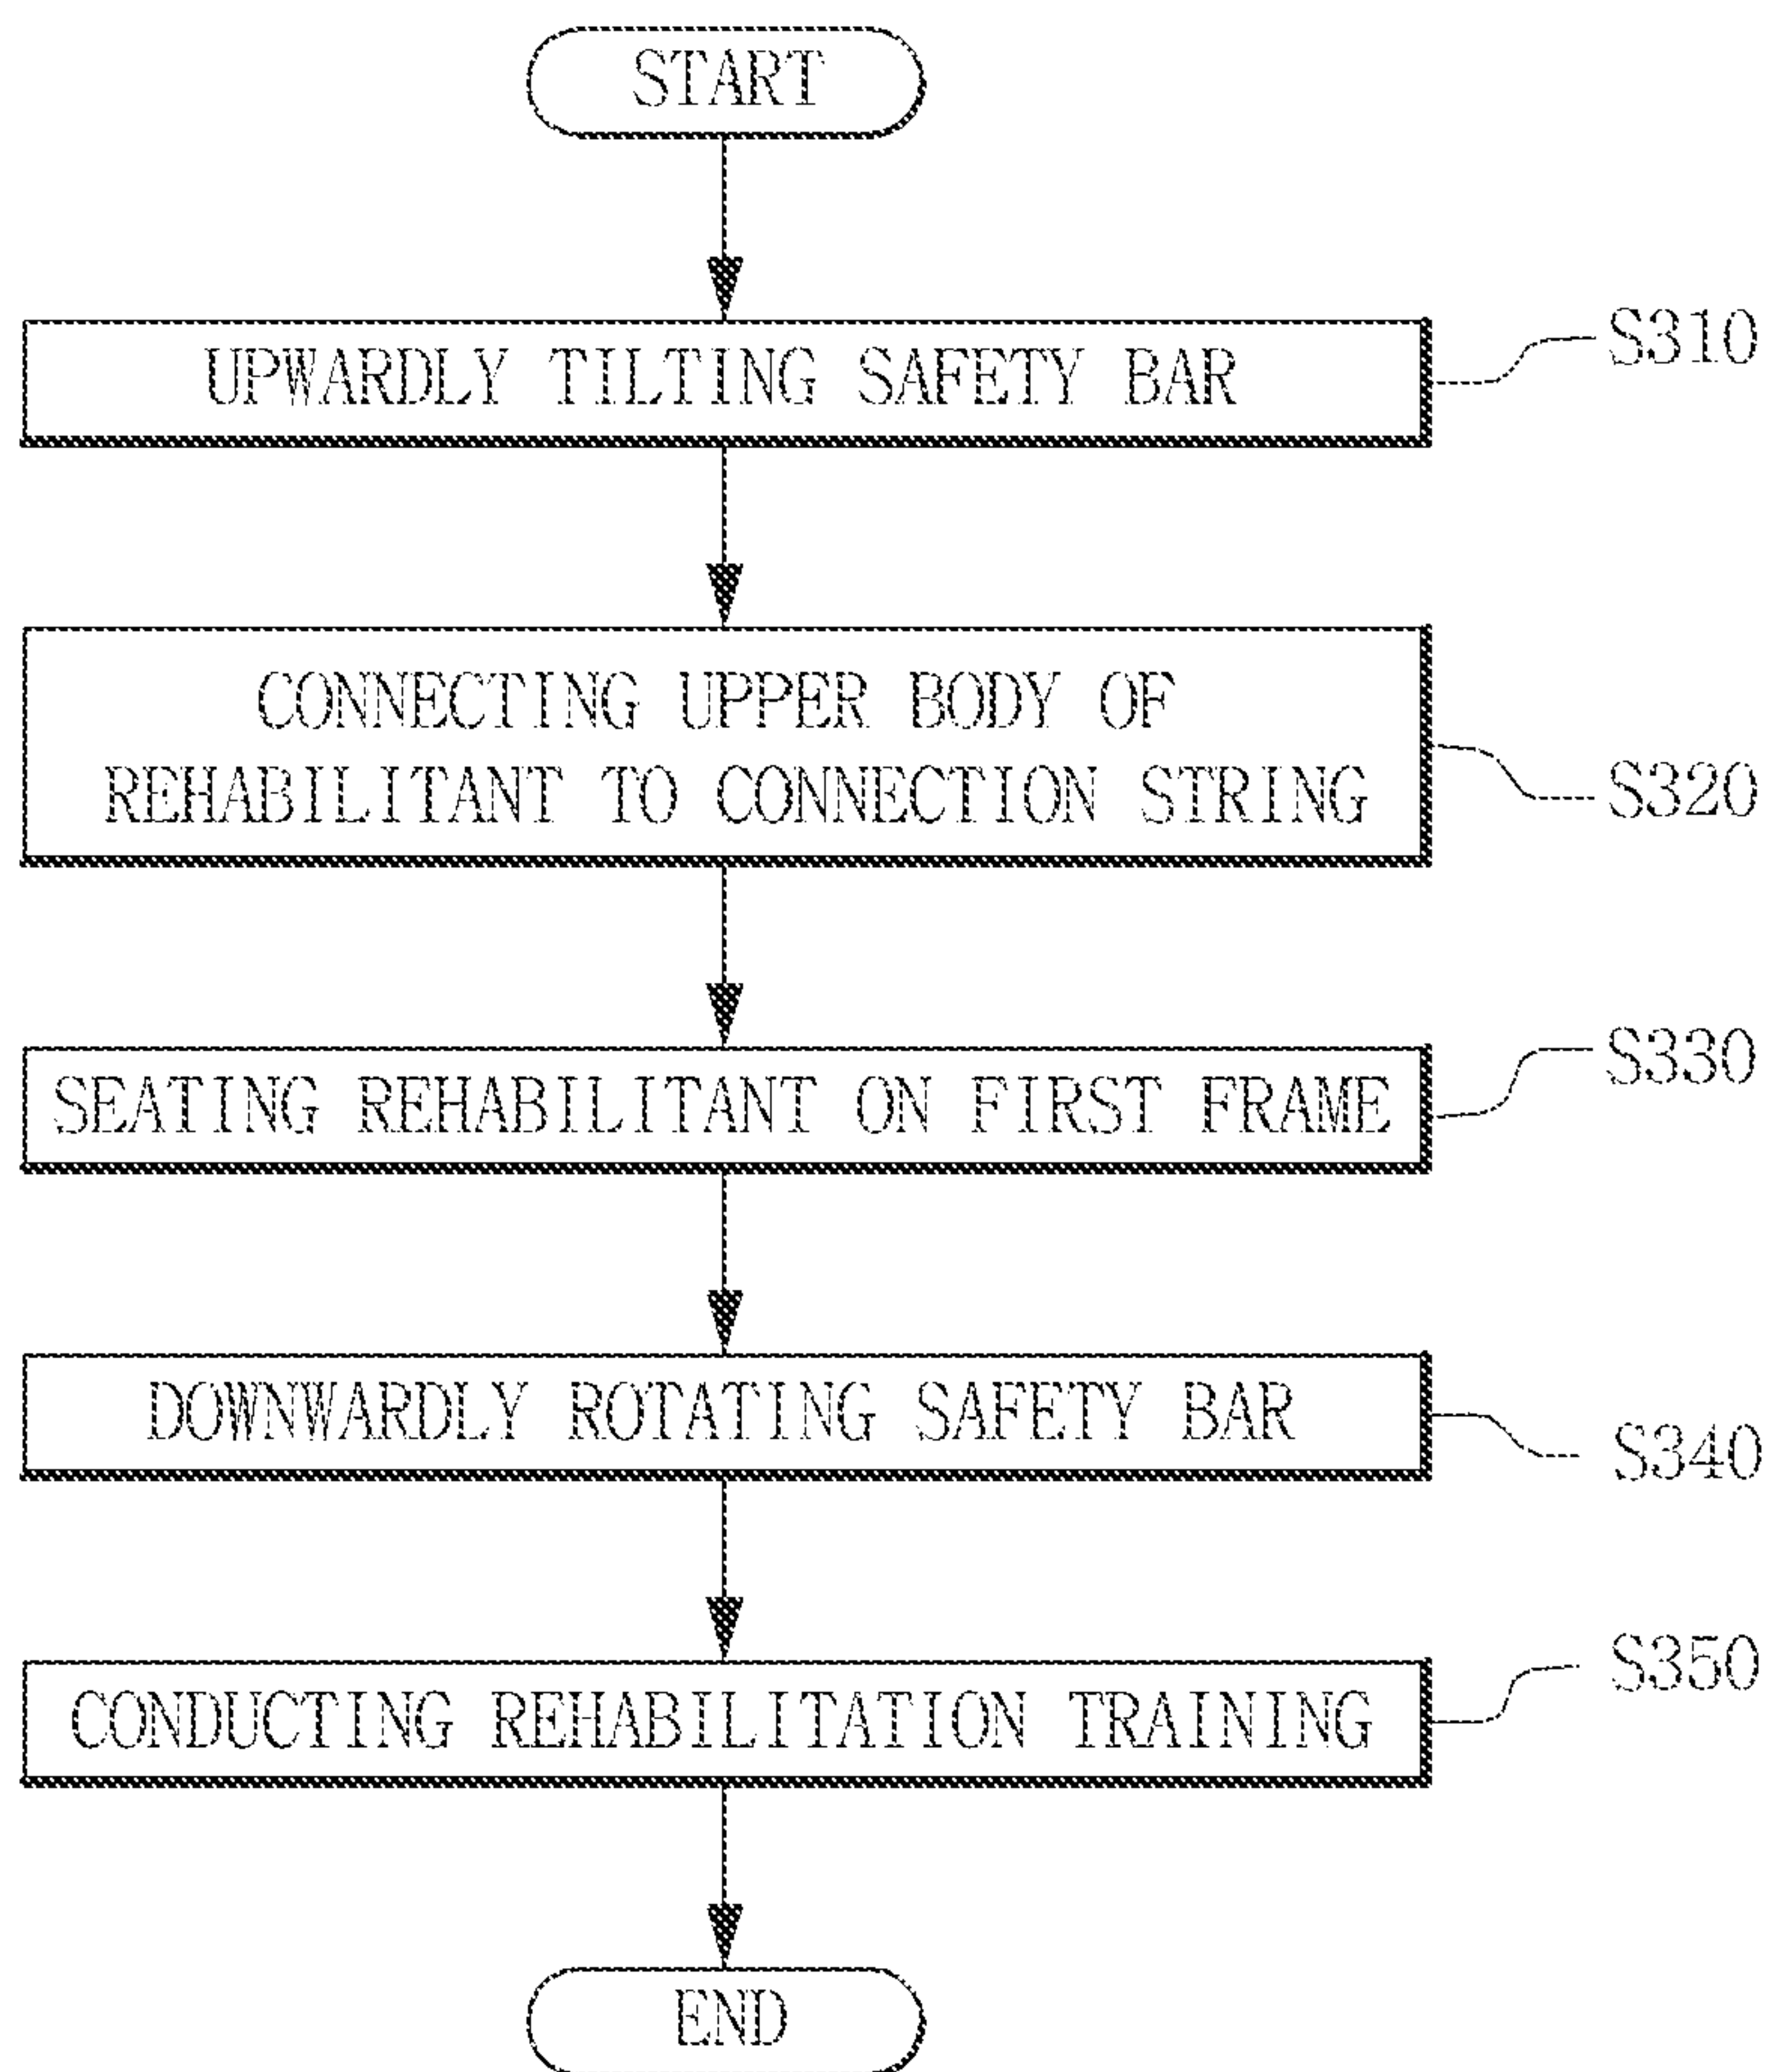 START
UPWARDLY TILTING SAFETY BAR
S310
CONNECTING UPPER BODY OF
REHABILITANT TO CONNECTION STRING
S320
SEATING REHABILITANT ON FIRST FRAME
S330
DOWNWARDLY ROTATING SAFETY BAR
S340
CONDUCTING REHABILITATION TRAINING
S350
END